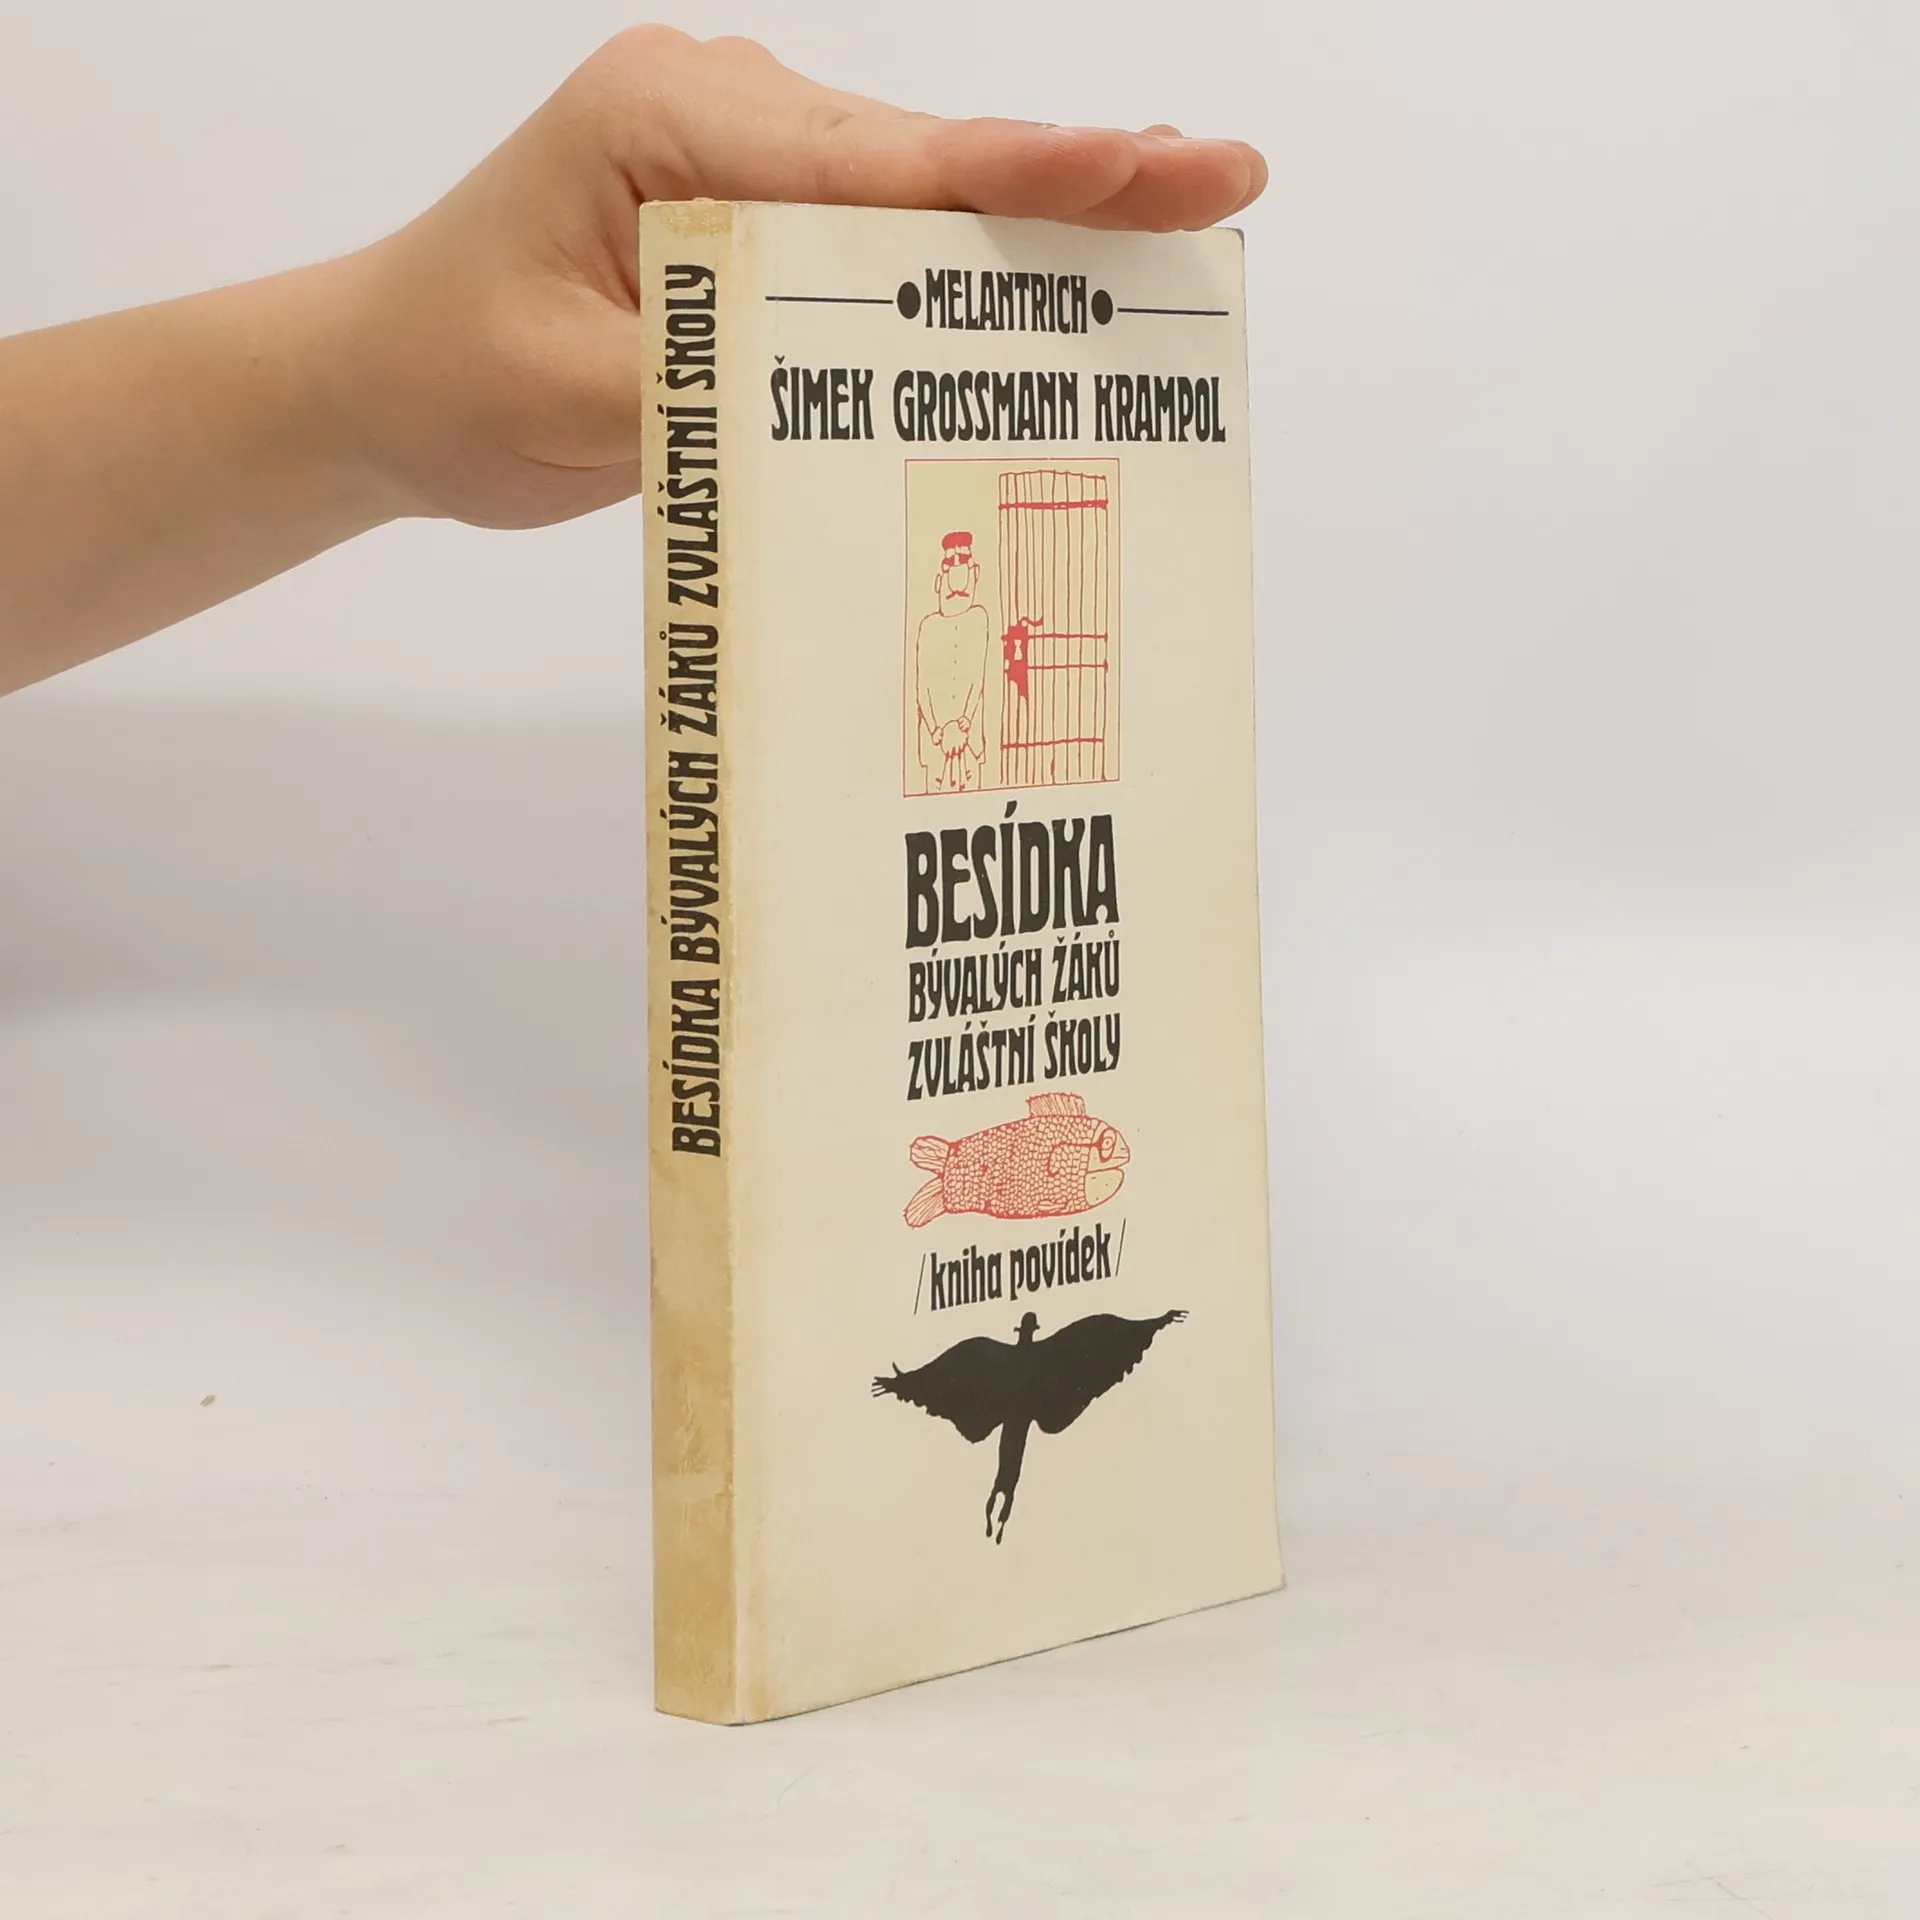 BESÍDKA BÝVALÝCH ŽÁKŮ ZVLÁŠTNÍ ŠKOLY
MELANTRICH
ŠIMEK GROSSMANN KRAMPOL
BESÍDKA
BÝVALÝCH ŽÁKŮ
ZVLÁŠTNÍ ŠKOLY
/kniha povídek/